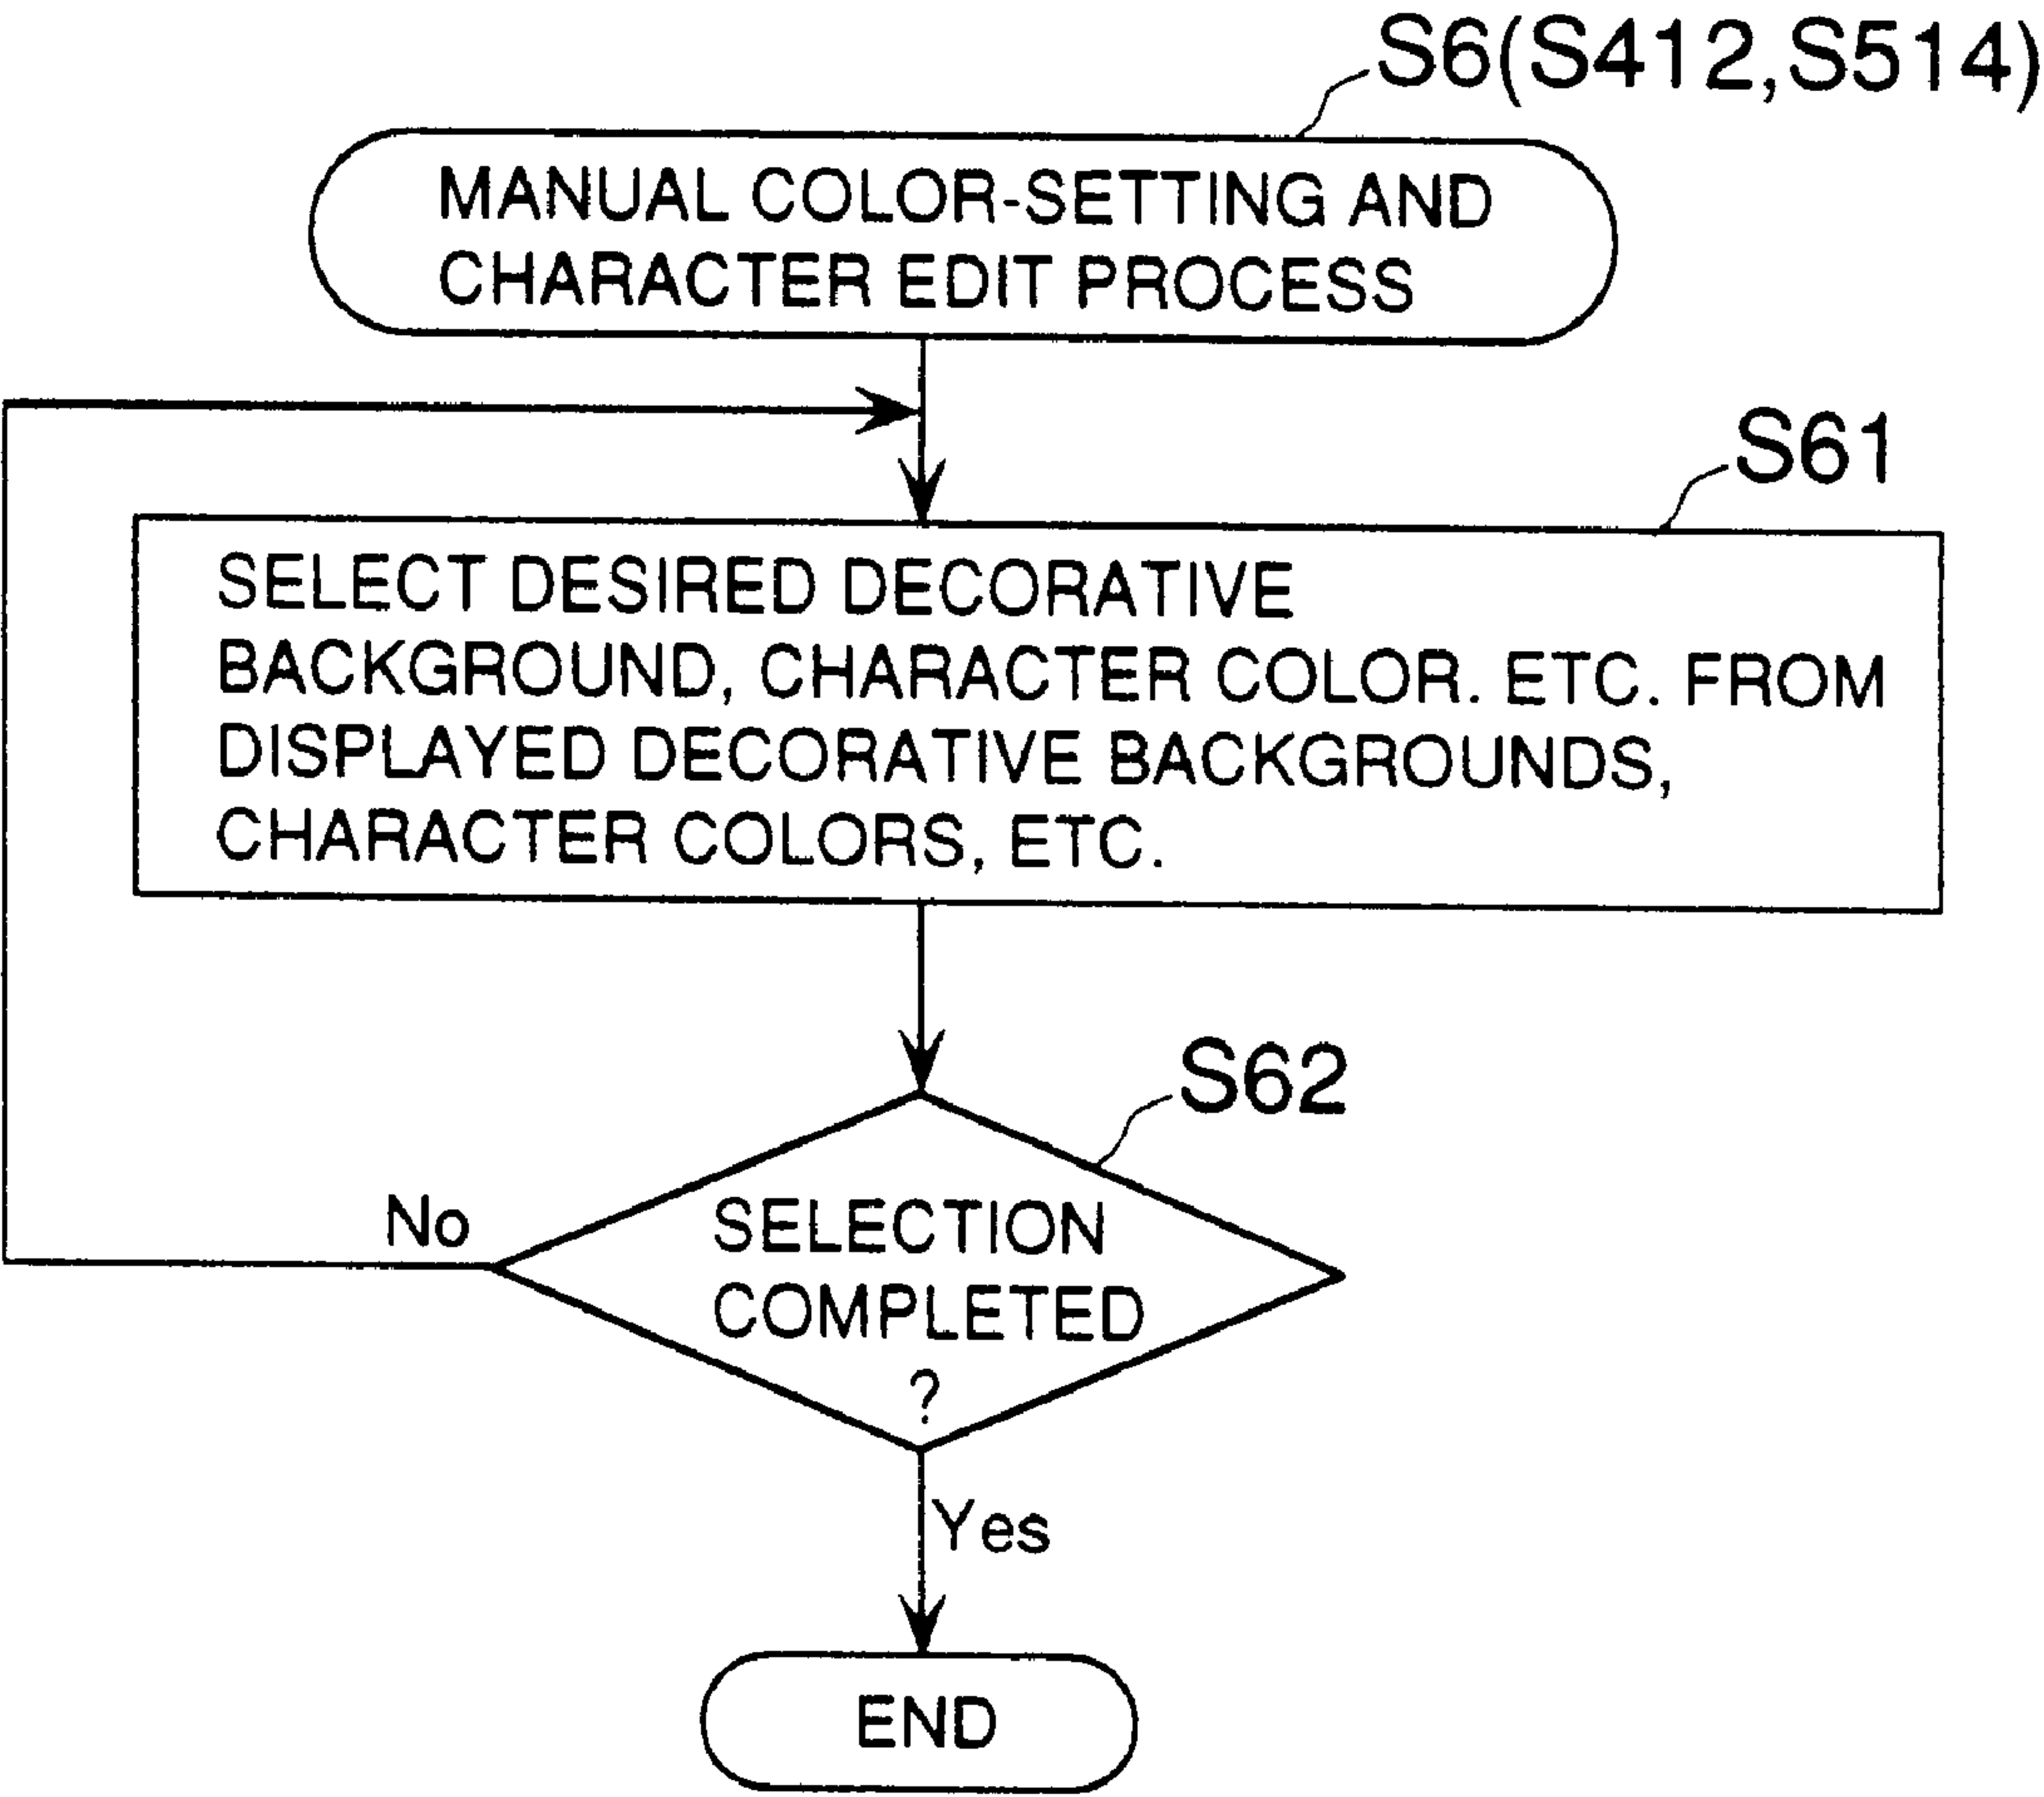 S6(S412,S514)
MANUAL COLOR-SETTING AND
CHARACTER EDIT PROCESS
S61
SELECT DESIRED DECORATIVE
BACKGROUND, CHARACTER COLOR. ETC. FROM
DISPLAYED DECORATIVE BACKGROUNDS,
CHARACTER COLORS, ETC.
S62
No
SELECTION
COMPLETED
?
Yes
END